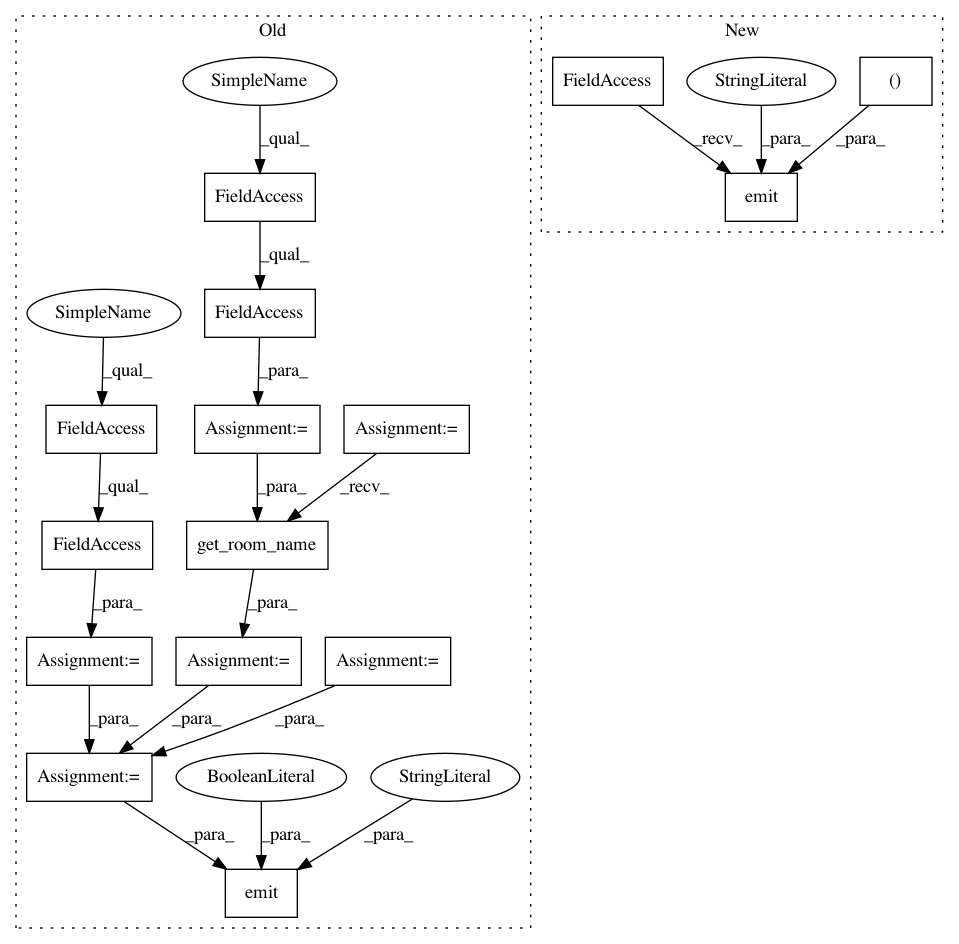 Old
New
SimpleName
FieldAccess
StringLiteral
()
_qual_
_recv_
_para_
_para_
FieldAccess
emit
_qual_
SimpleName
FieldAccess
_qual_
_para_
FieldAccess
Assignment:=
Assignment:=
_qual_
_para_
_recv_
FieldAccess
get_room_name
_para_
_para_
Assignment:=
Assignment:=
Assignment:=
_para_
_para_
_para_
Assignment:=
BooleanLiteral
StringLiteral
_para_
_para_
_para_
emit